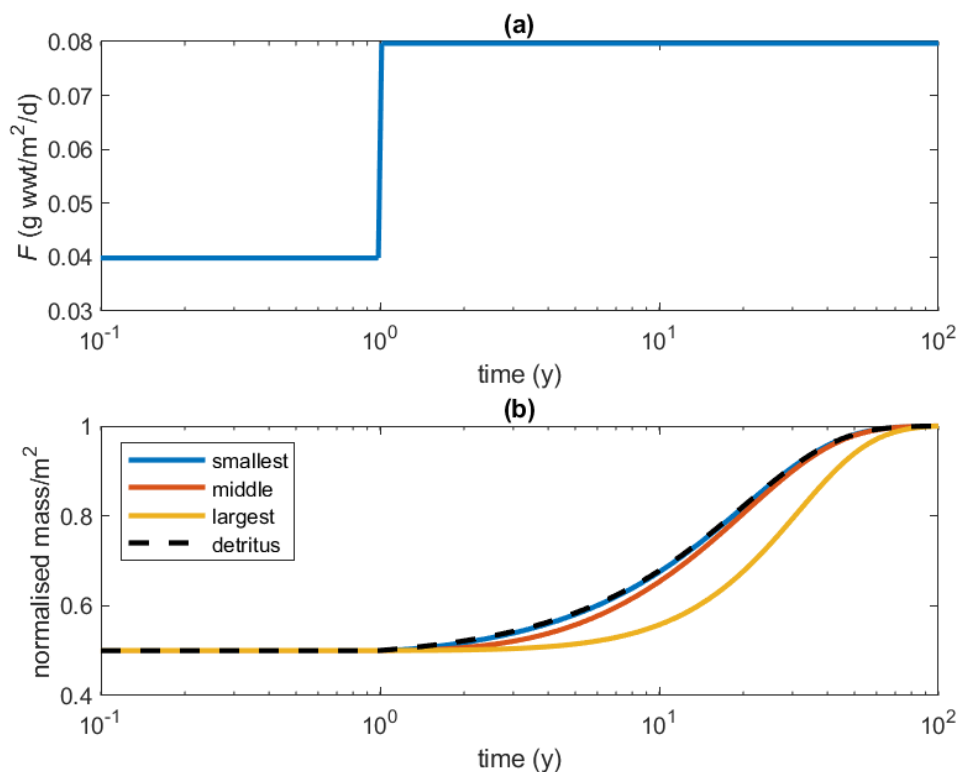 (a)
F (g wwt/m²/d)
0.08
0.07
0.06
0.05
0.04
0.03
10⁻¹ 10⁰ 10¹ 10²
time (y)
(b)
normalised mass/m²
1
0.8
0.6
0.4
smallest
middle
largest
detritus
10⁻¹ 10⁰ 10¹ 10²
time (y)